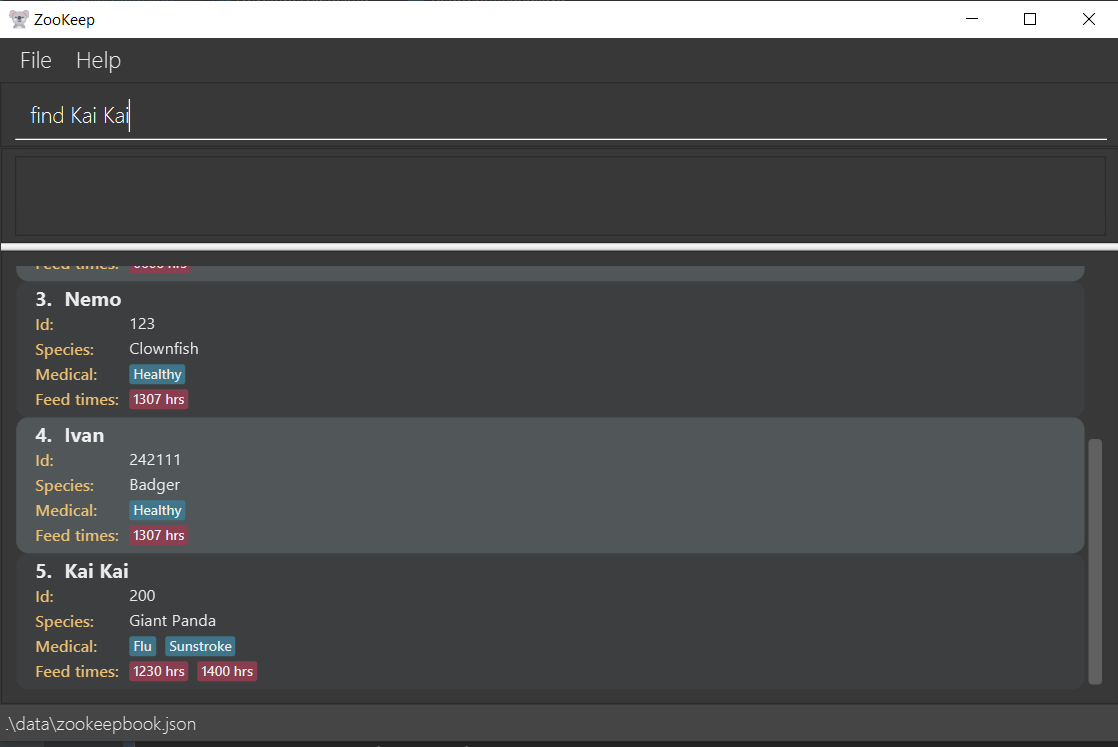 ZooKeep
File Help
find Kai Kai
Feed times:
3. Nemo
Id: 123
Species: Clownfish
Medical: Healthy
Feed times: 1307 hrs
4. Ivan
Id: 242111
Species: Badger
Medical: Healthy
Feed times: 1307 hrs
5. Kai Kai
Id: 200
Species: Giant Panda
Medical: Flu Sunstroke
Feed times: 1230 hrs 1400 hrs
.\data\zookeepbook.json